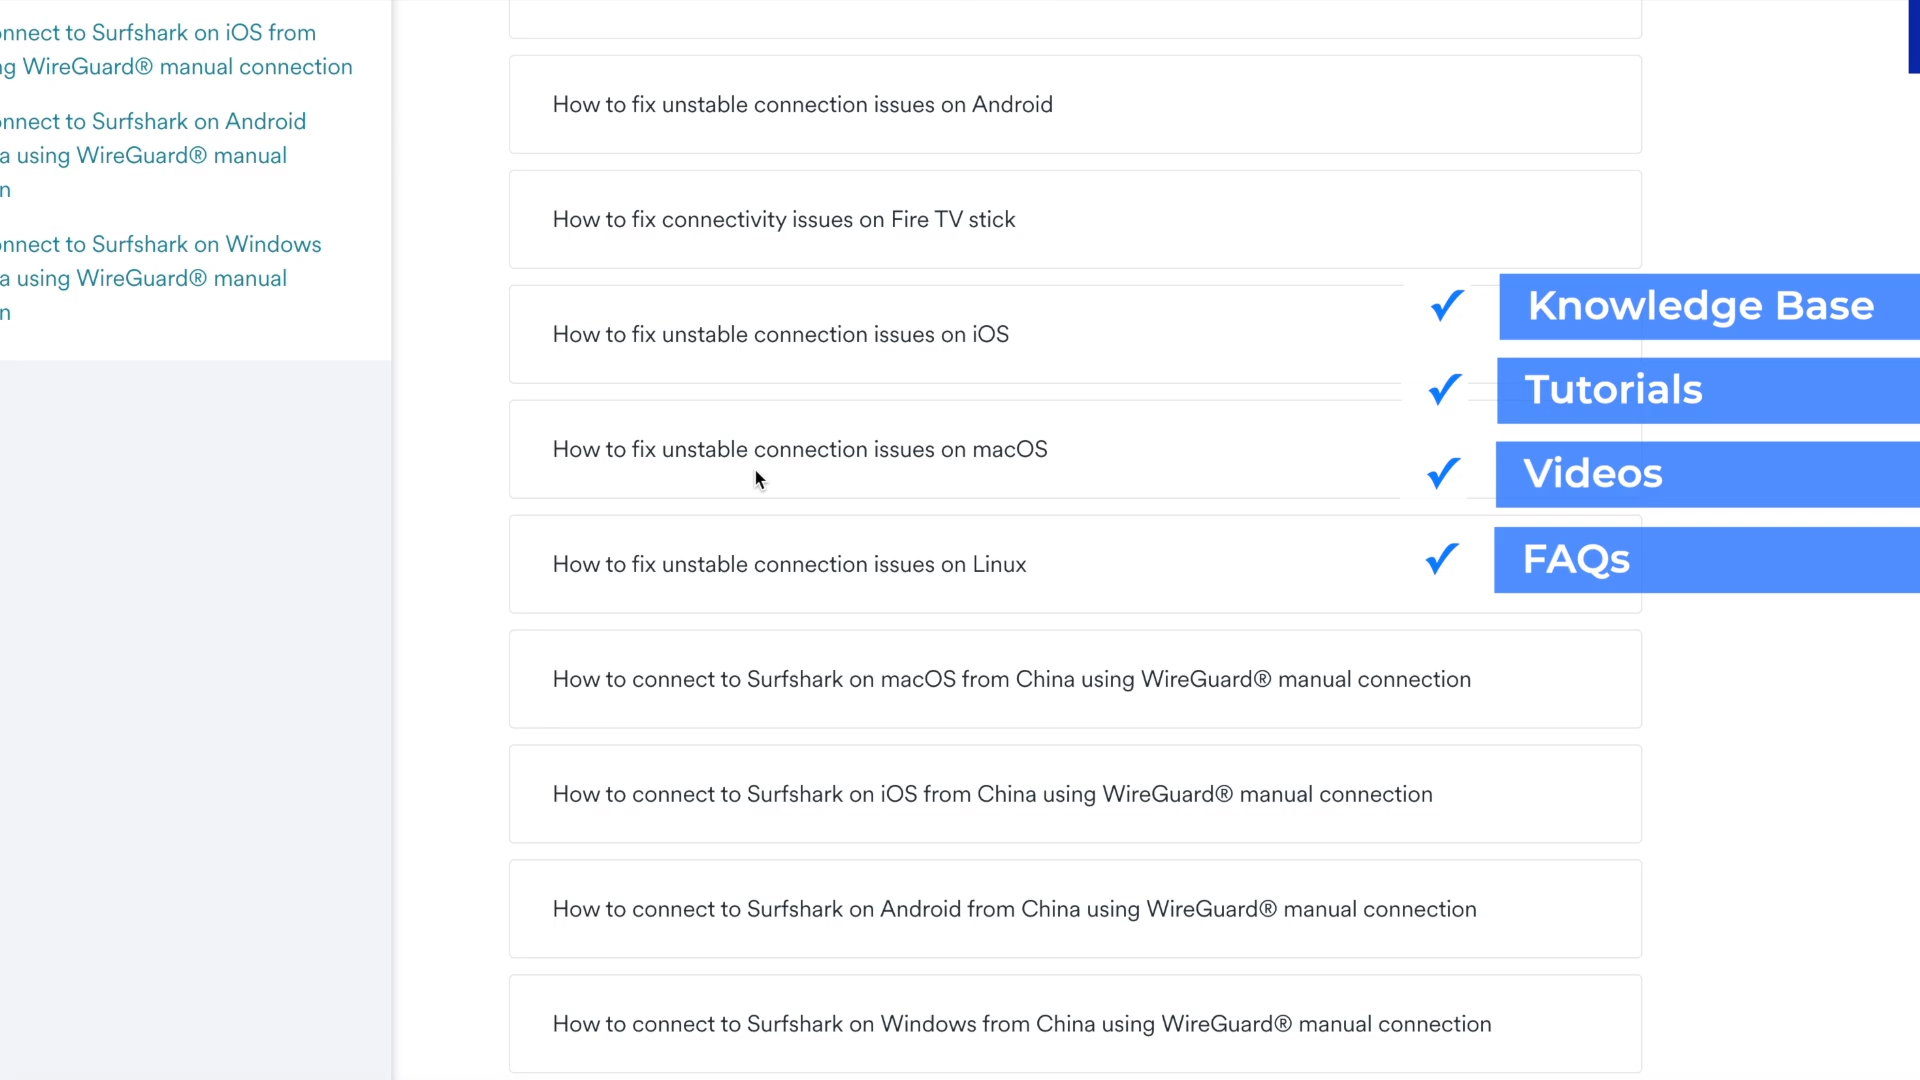 onnect to Surfshark on iOS from
ng WireGuard® manual connection
onnect to Surfshark on Android
a using WireGuard® manual
n
onnect to Surfshark on Windows
a using WireGuard® manual
n
How to fix unstable connection issues on Android
How to fix connectivity issues on Fire TV stick
How to fix unstable connection issues on iOS
How to fix unstable connection issues on macOS
How to fix unstable connection issues on Linux
How to connect to Surfshark on macOS from China using WireGuard® manual connection
How to connect to Surfshark on iOS from China using WireGuard® manual connection
How to connect to Surfshark on Android from China using WireGuard® manual connection
How to connect to Surfshark on Windows from China using WireGuard® manual connection
Knowledge Base
Tutorials
Videos
FAQs